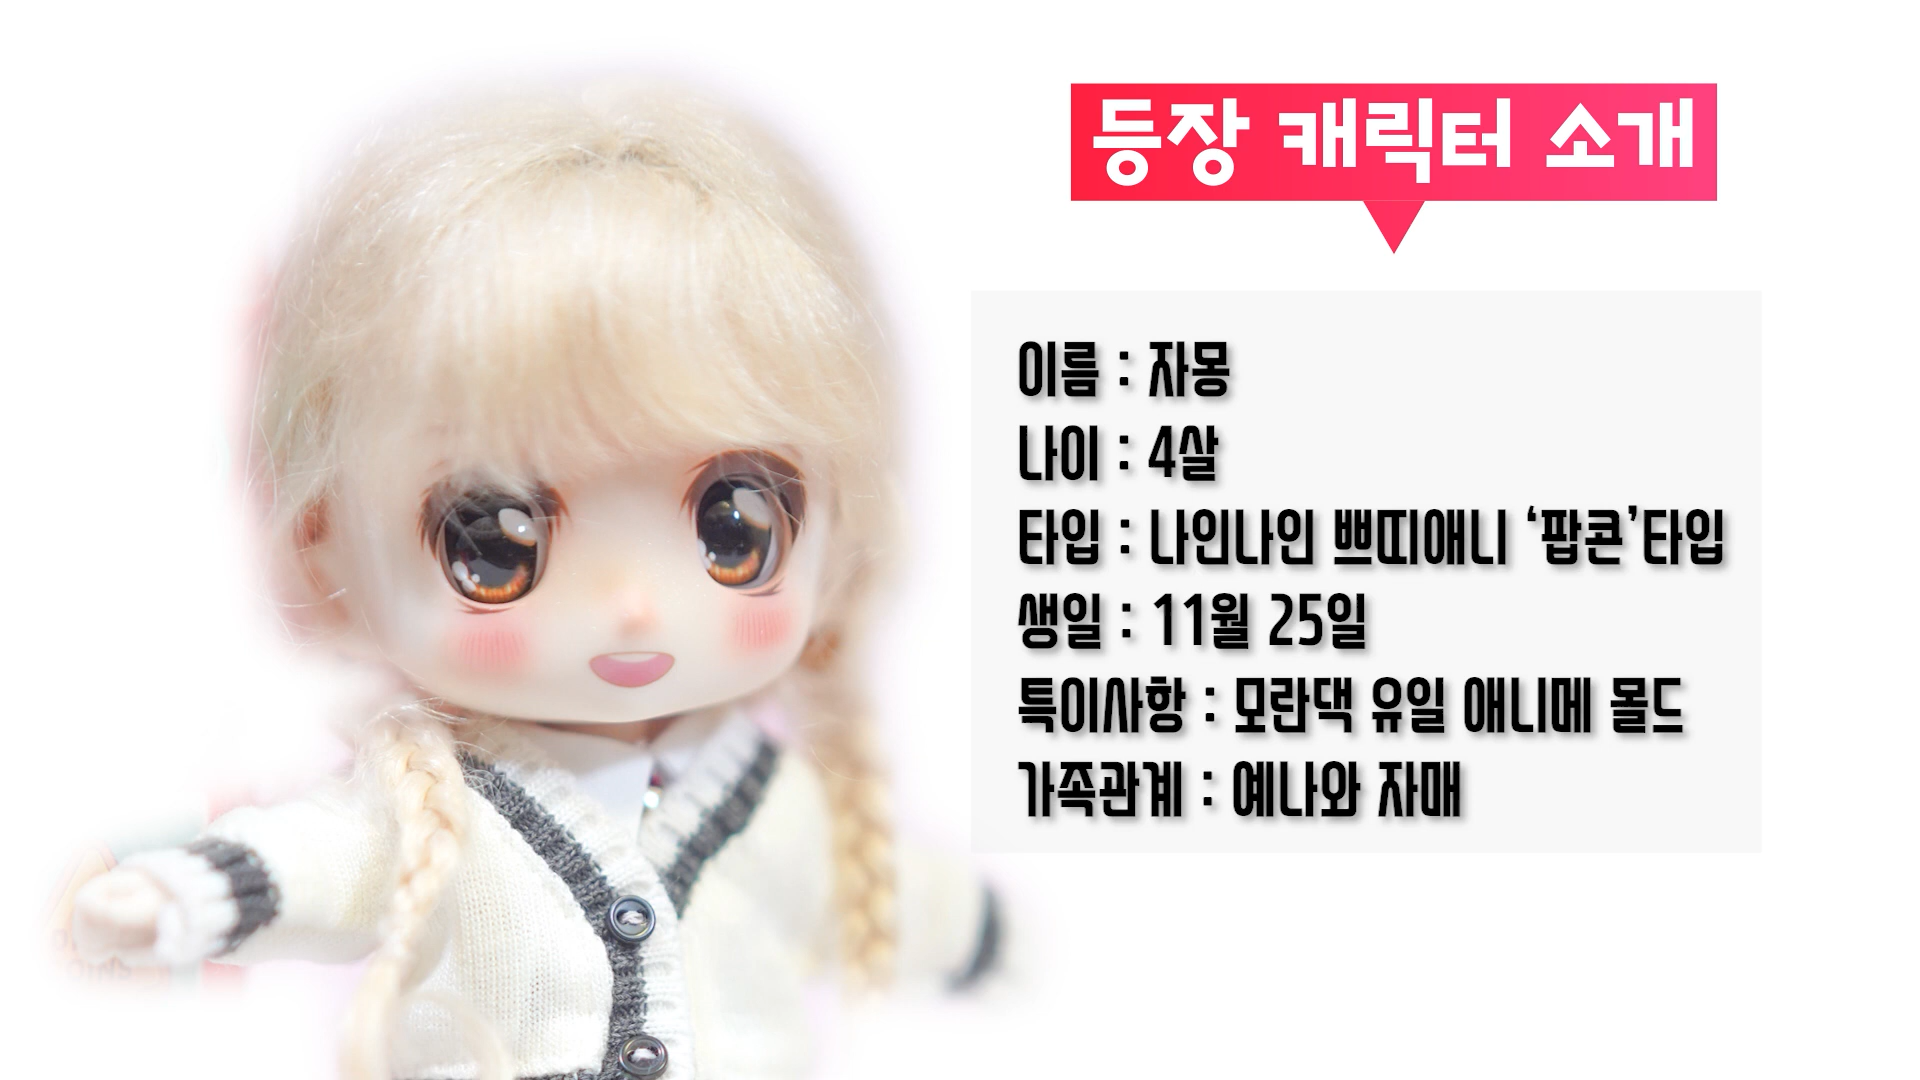 등장 캐릭터 소개
이름 : 자몽
나이 : 4살
타입 : 나인나인 쁘띠애니 ‘팝콘’타입
생일 : 11월 25일
특이사항 : 모란댁 유일 애니메 몰드
가족관계 : 예나와 자매